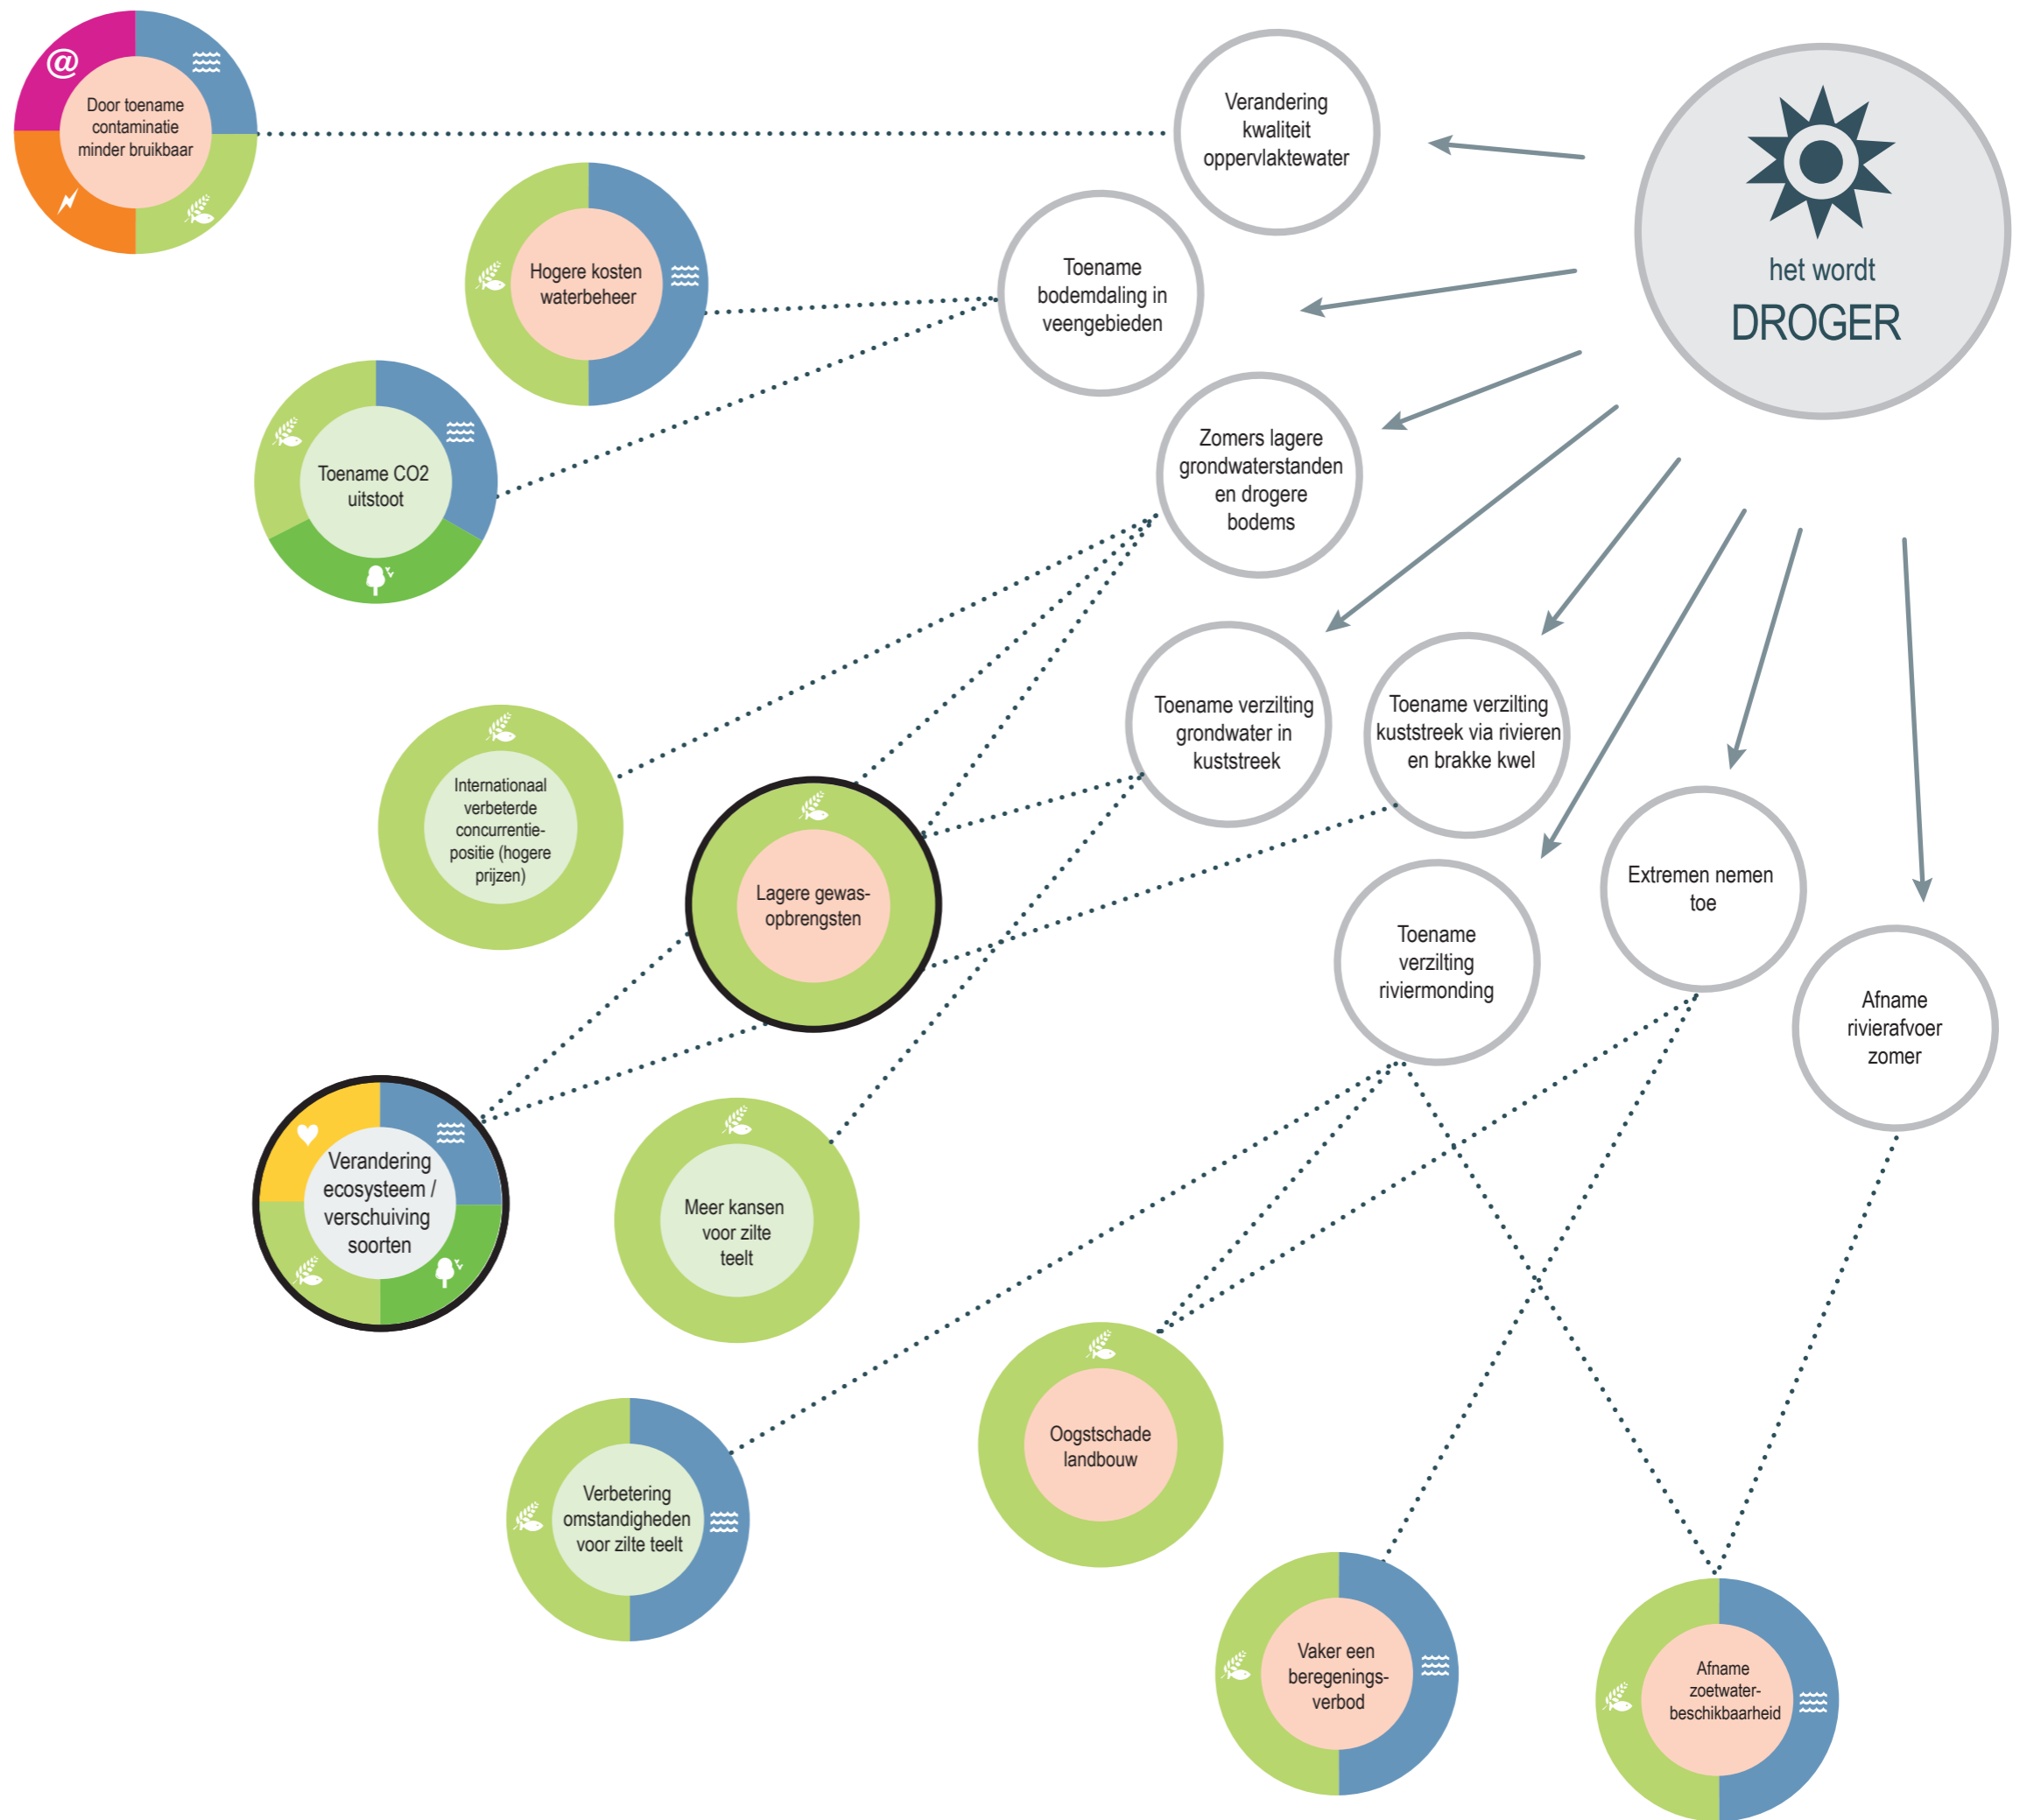 @
Door toename
contaminatie
minder bruikbaar
Verandering
kwaliteit
oppervlaktewater
het wordt
DROGER
Hogere kosten
waterbeheer
Toename
bodemdaling in
veengebieden
Toename CO2
uitstoot
Zomers lagere
grondwaterstanden
en drogere
bodems
Toename verzilting
grondwater in
kuststreek
Toename verzilting
kuststreek via rivieren
en brakke kwel
Internationaal
verbeterde
concurrentie-
positie (hogere
prijzen)
Lagere gewas-
opbrengsten
Extremen nemen
toe
Toename
verzilting
riviermonding
Afname
rivierafvoer
zomer
Verandering
ecosysteem /
verschuiving
soorten
Meer kansen
voor zilte
teelt
Oogstschade
landbouw
Verbetering
omstandigheden
voor zilte teelt
Vaker een
beregenings-
verbod
Afname
zoetwater-
beschikbaarheid